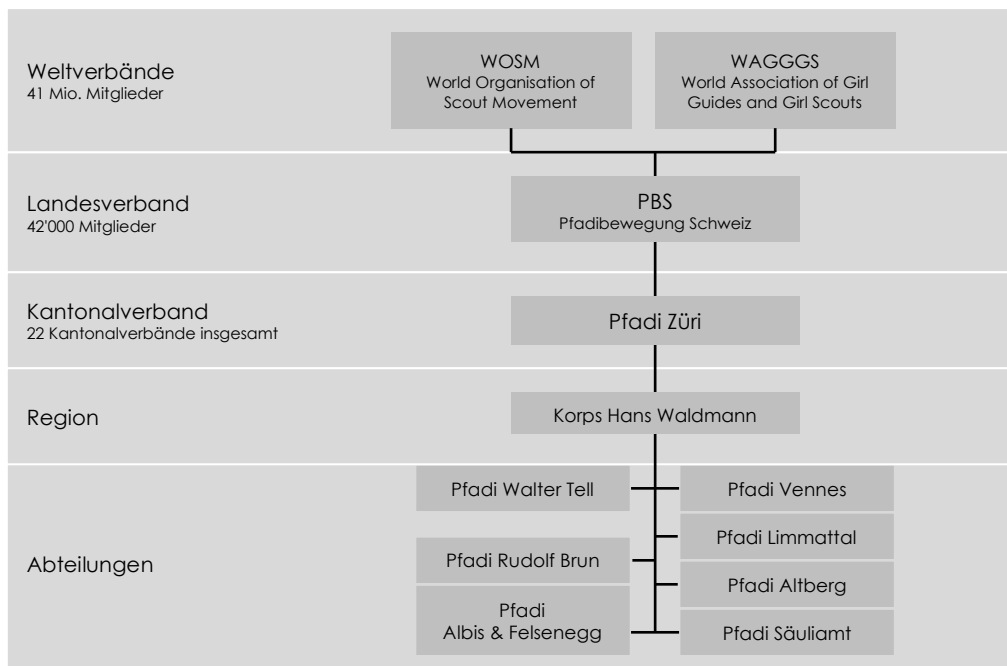 Weltverbände
41 Mio. Mitglieder
WOSM
World Organisation of
Scout Movement
WAGGGS
World Association of Girl
Guides and Girl Scouts
Landesverband
42'000 Mitglieder
PBS
Pfadibewegung Schweiz
Kantonalverband
22 Kantonalverbände insgesamt
Pfadi Züri
Region
Korps Hans Waldmann
Abteilungen
Pfadi Walter Tell
Pfadi Rudolf Brun
Pfadi
Albis & Felsenegg
Pfadi Vennes
Pfadi Limmattal
Pfadi Altberg
Pfadi Säuliamt